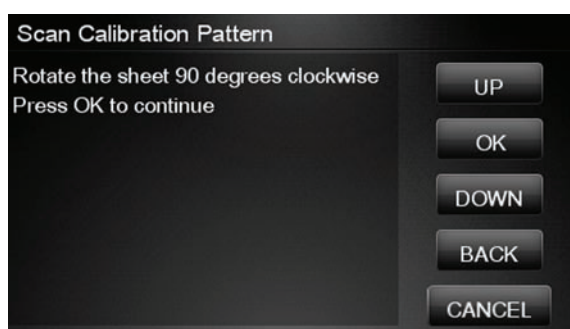 Scan Calibration Pattern
Rotate the sheet 90 degrees clockwise
Press OK to continue
UP
OK
DOWN
BACK
CANCEL